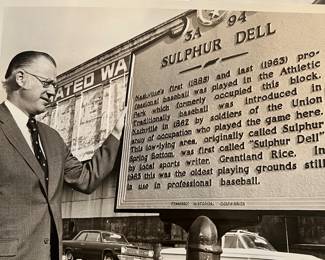 ATED WA
3A 94
SULPHUR DELL
Nashville's first (1885) and last (1963) pro-
fessional baseball was played in the Athletic
Park which formerly occupied this block.
Traditionally baseball was introduced in
Nashville in 1862 by soldiers of the Union
army of occupation who played the game here.
This low-lying area, originally called Sulphur
Spring Bottom, was first called "Sulphur Dell"
by local sports writer, Grantland Rice. In
1963 this was the oldest playing grounds still
in use in professional baseball.
TENNESSEE HISTORICAL COMMISSION